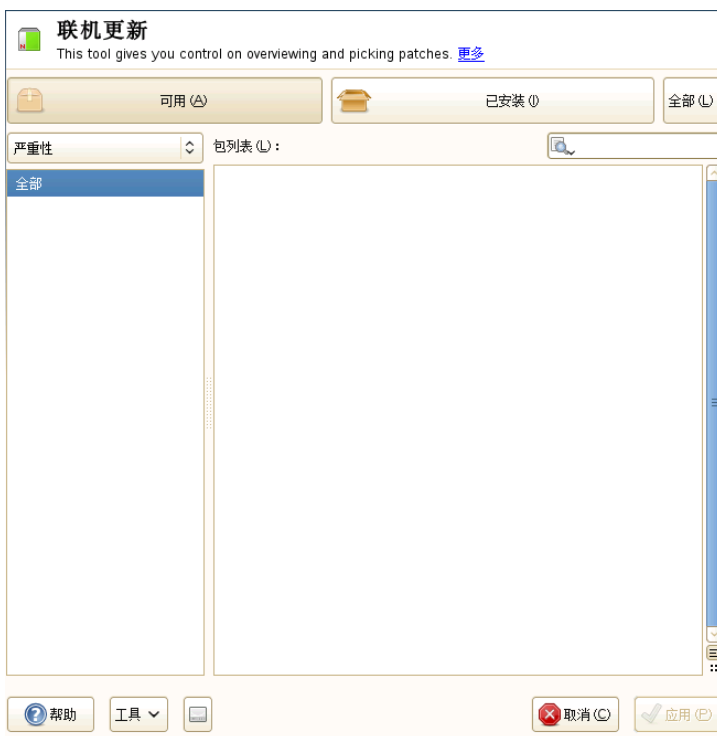 联机更新
This tool gives you control on overviewing and picking patches. 更多
可用(A) 已安装(I) 全部(L)
严重性 包列表(L)：
全部
帮助 工具 取消(C) 应用(P)